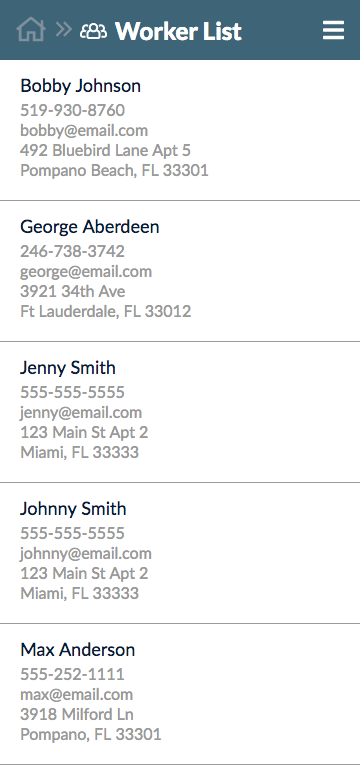 Worker List
Bobby Johnson
519-930-8760
bobby@email.com
492 Bluebird Lane Apt 5
Pompano Beach, FL 33301
George Aberdeen
246-738-3742
george@email.com
3921 34th Ave
Ft Lauderdale, FL 33012
Jenny Smith
555-555-5555
jenny@email.com
123 Main St Apt 2
Miami, FL 33333
Johnny Smith
555-555-5555
johnny@email.com
123 Main St Apt 2
Miami, FL 33333
Max Anderson
555-252-1111
max@email.com
3918 Milford Ln
Pompano, FL 33301